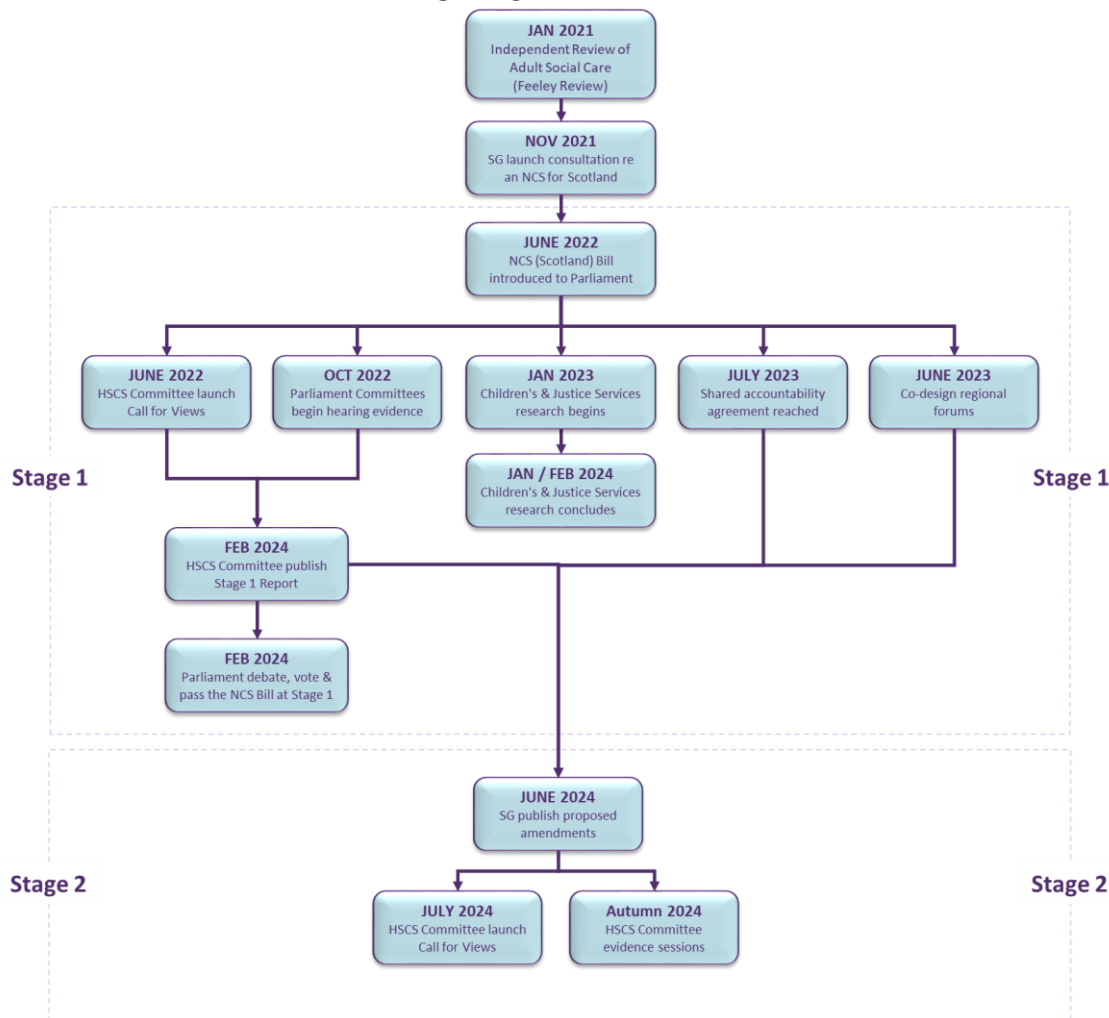 JAN 2021
Independent Review of
Adult Social Care
(Feeley Review)
NOV 2021
SG launch consultation re
an NCS for Scotland
JUNE 2022
NCS (Scotland) Bill
introduced to Parliament
JUNE 2022
HSCS Committee launch
Call for Views
OCT 2022
Parliament Committees
begin hearing evidence
JAN 2023
Children's & Justice Services
research begins
JULY 2023
Shared accountability
agreement reached
JUNE 2023
Co-design regional
forums
Stage 1
JAN / FEB 2024
Children's & Justice Services
research concludes
Stage 1
FEB 2024
HSCS Committee publish
Stage 1 Report
FEB 2024
Parliament debate, vote &
pass the NCS Bill at Stage 1
JUNE 2024
SG publish proposed
amendments
Stage 2
Stage 2
JULY 2024
HSCS Committee launch
Call for Views
Autumn 2024
HSCS Committee
evidence sessions